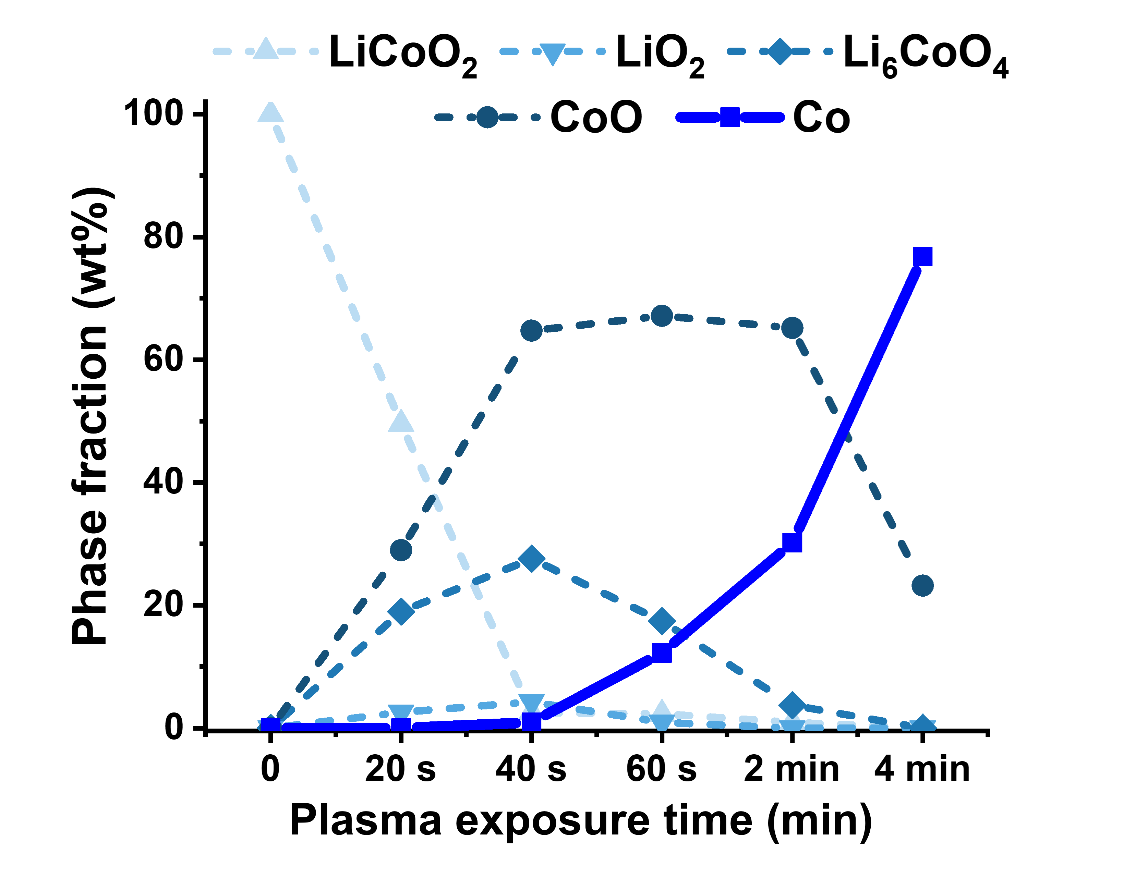 LiCoO₂ LiO₂ Li₆CoO₄
CoO Co
100
80
60
40
20
0
Phase fraction (wt%)
0 20 s 40 s 60 s 2 min 4 min
Plasma exposure time (min)